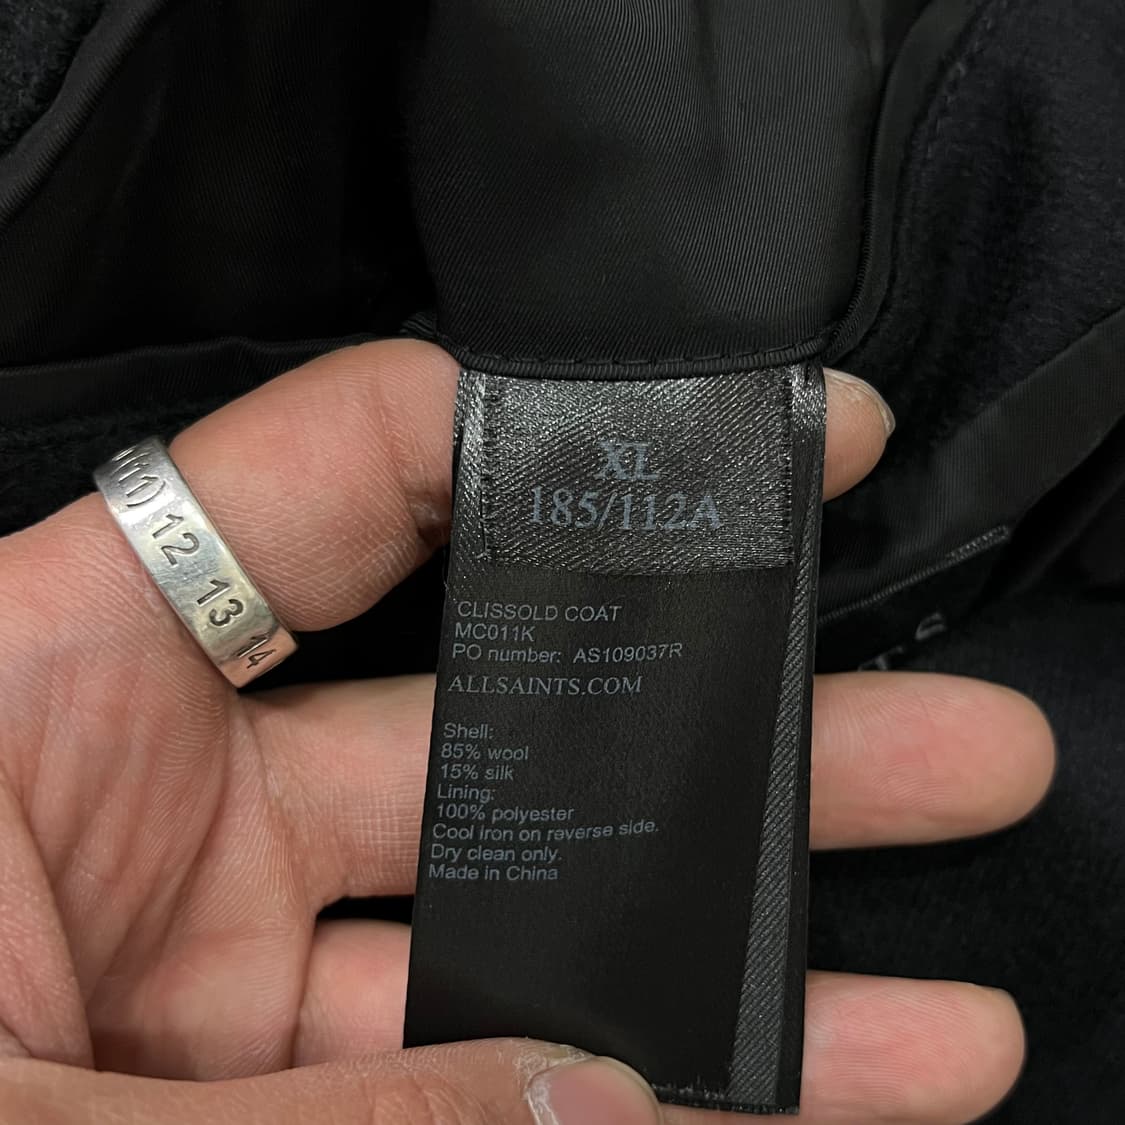 (11) 12 13 14
XL
185/112A
CLISSOLD COAT
MC011K
PO number: AS109037R
ALLSAINTS.COM
Shell:
85% wool
15% silk
Lining:
100% polyester
Cool iron on reverse side.
Dry clean only.
Made in China